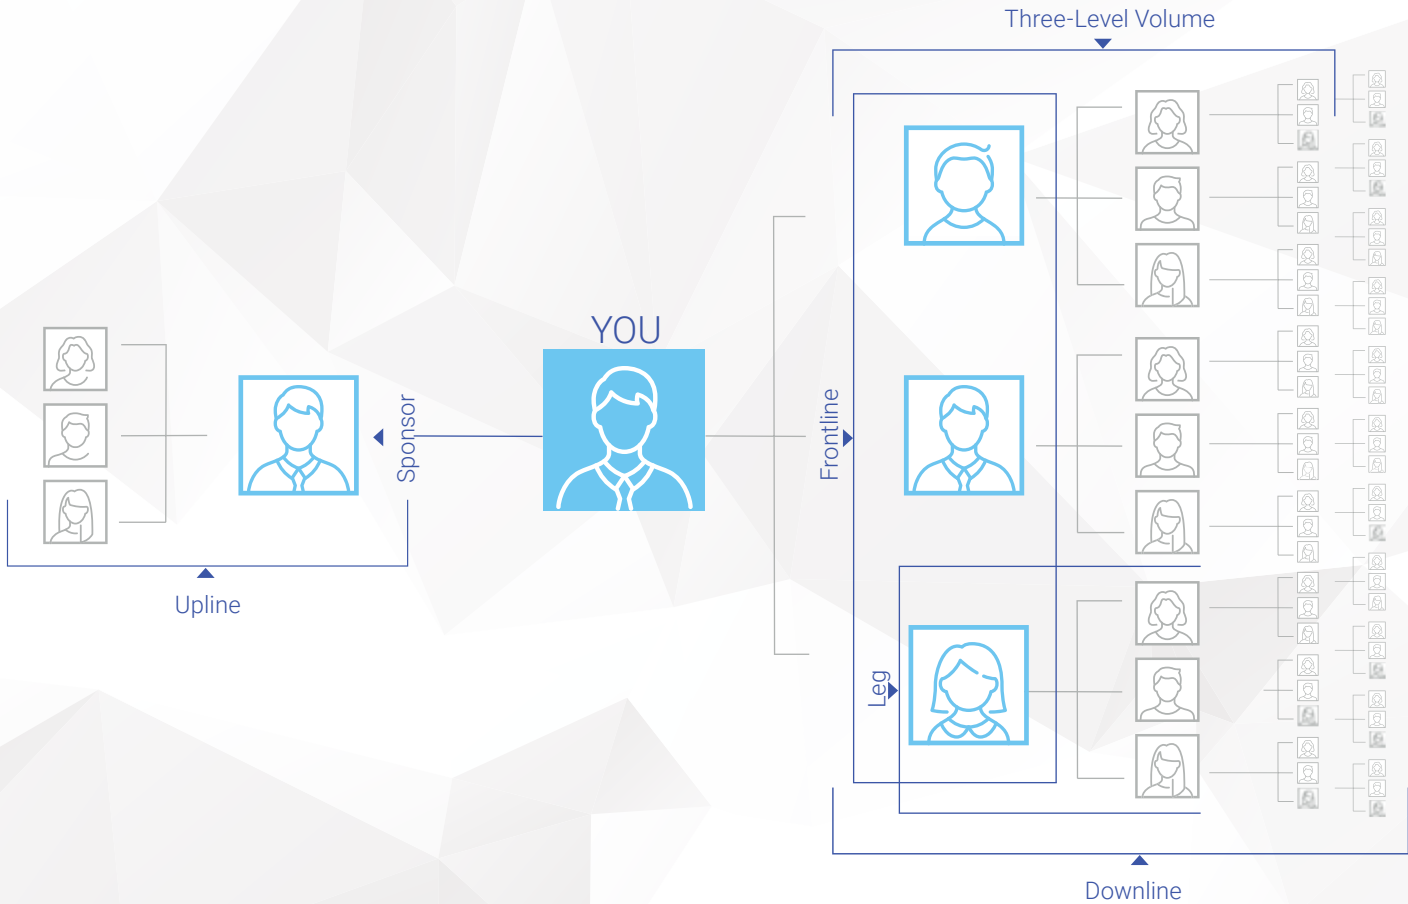 Three-Level Volume
YOU
Sponsor
Frontline
Upline
Leg
Downline